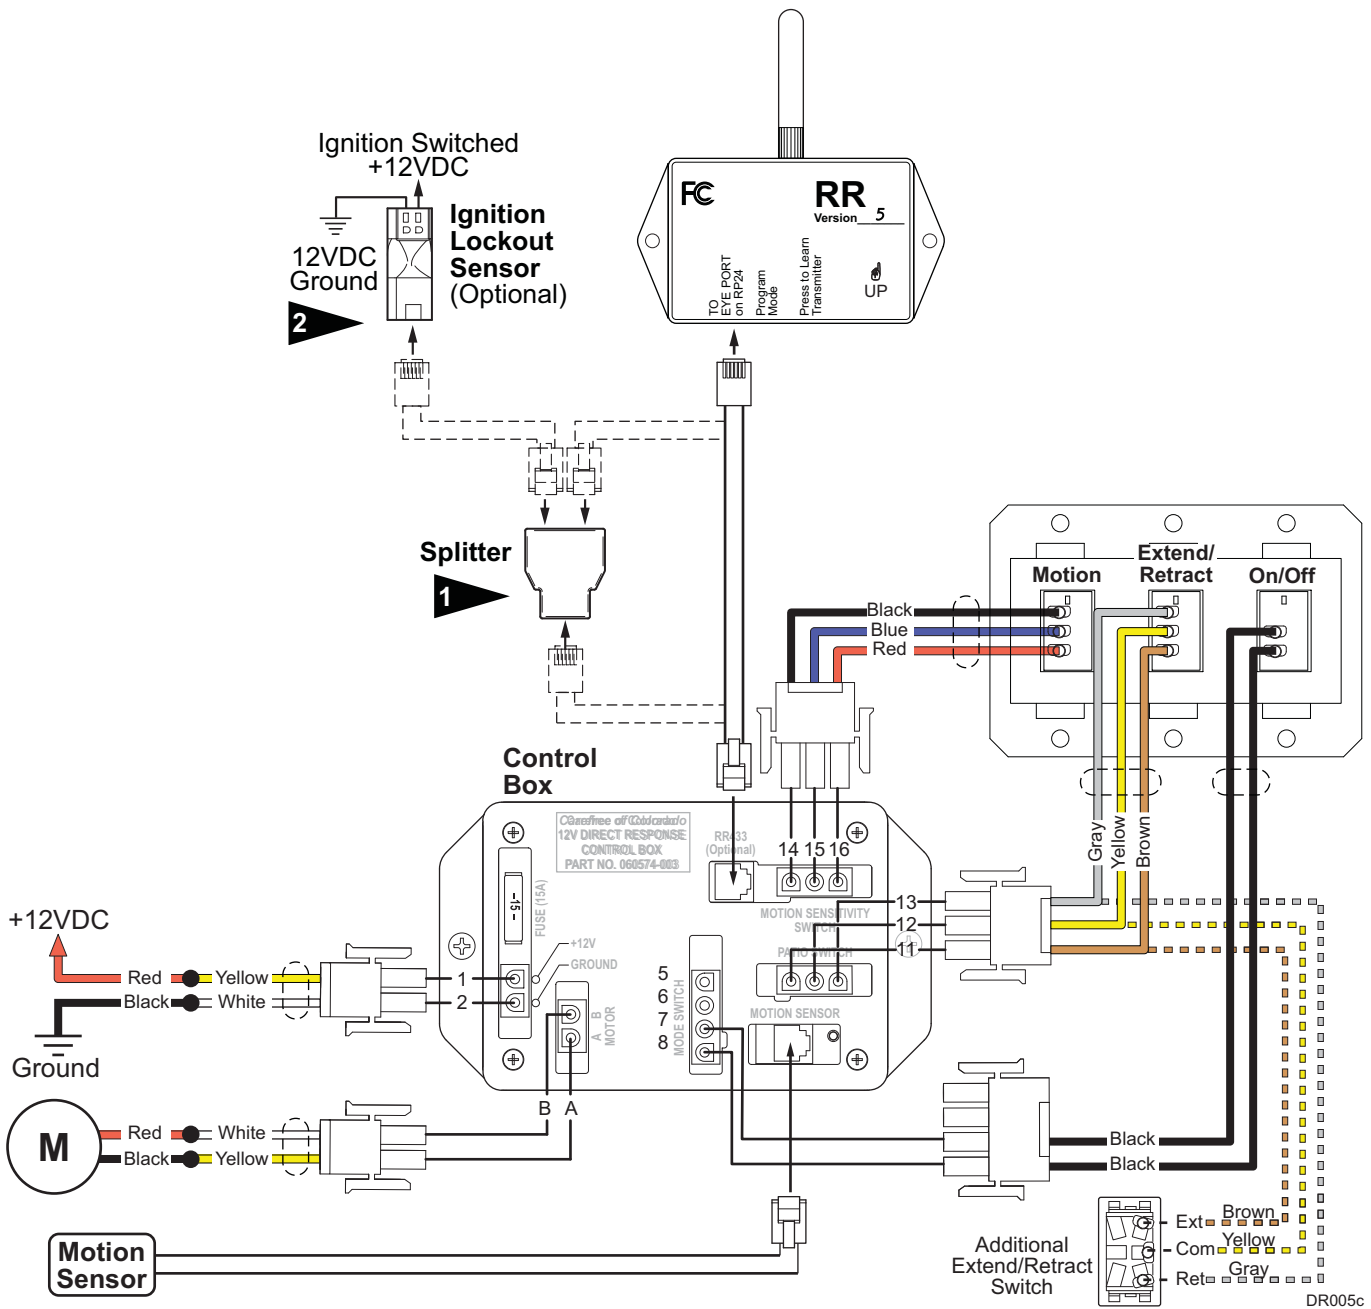 Ignition Switched
+12VDC
12VDC
Ground
Ignition
Lockout
Sensor
(Optional)
2
FC
RR
Version 5
TO
EYE PORT
on RP24
Program
Mode
Press to Learn
Transmitter
UP
Splitter
1
Motion
Extend/
Retract
On/Off
Black
Blue
Red
Gray
Yellow
Brown
Control
Box
Carefree of Colorado
12V DIRECT RESPONSE
CONTROL BOX
PART NO. 060574-003
RR433
(Optional)
14 15 16
13
12
11
MOTION SENSITIVITY
SWITCH
PATIO SWITCH
MOTION SENSOR
-15-
FUSE (15A)
+12V
GROUND
B
A
MOTOR
5
6
7
8
MODE SWITCH
+12VDC
Red Yellow
Black White
Ground
1
2
B A
M
Red White
Black Yellow
Black
Black
Motion
Sensor
Additional
Extend/Retract
Switch
Ext Brown
Com Yellow
Ret Gray
DR005c